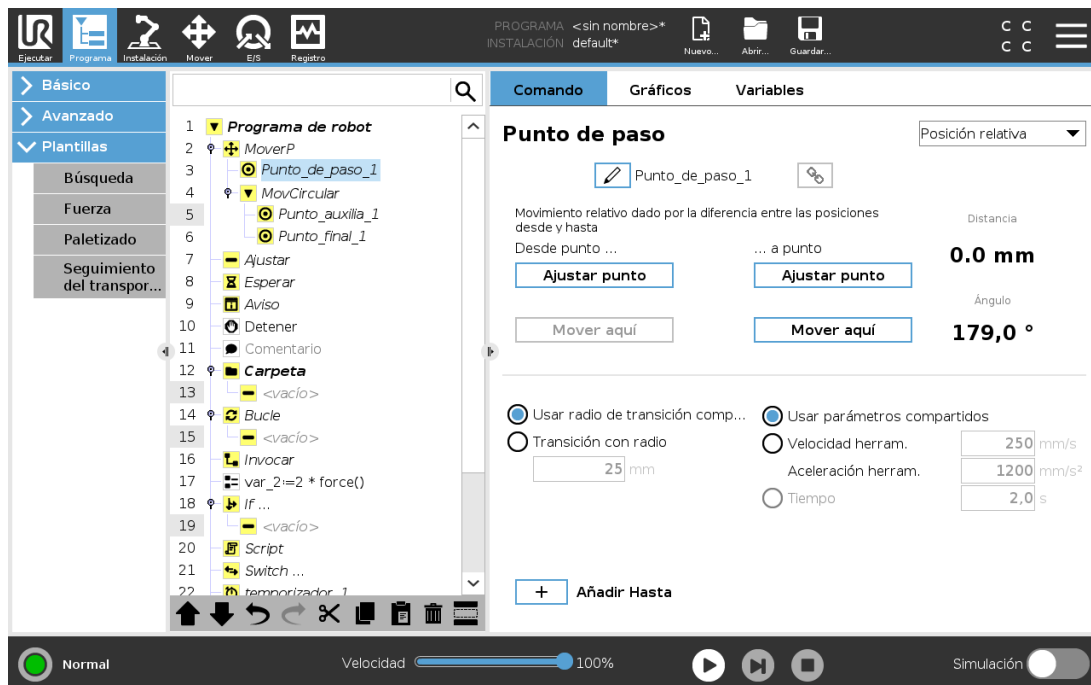 UR
PROGRAMA <sin nombre>*
INSTALACIÓN default*
C C
C C
Ejecutar Programa Instalación Mover E/S Registro Nuevo... Abrir... Guardar...
Básico
Avanzado
Plantillas
Búsqueda
Fuerza
Paletizado
Seguimiento
del transpor...
1 Programa de robot
2 MoverP
3 Punto_de_paso_1
4 MovCircular
5 Punto_auxilia_1
6 Punto_final_1
7 Ajustar
8 Esperar
9 Aviso
10 Detener
11 Comentario
12 Carpeta
13 <vacío>
14 Bucle
15 <vacío>
16 Invocar
17 var_2:=2 * force()
18 If ...
19 <vacío>
20 Script
21 Switch ...
22 temporizador_1
Comando Gráficos Variables
Punto de paso
Posición relativa
Punto_de_paso_1
Movimiento relativo dado por la diferencia entre las posiciones
desde y hasta
Desde punto ... ... a punto
Ajustar punto Ajustar punto
Mover aquí Mover aquí
Distancia
0.0 mm
Ángulo
179,0 °
Usar radio de transición comp...
Transición con radio
25 mm
Usar parámetros compartidos
Velocidad herram. 250 mm/s
Aceleración herram. 1200 mm/s²
Tiempo 2,0 s
+ Añadir Hasta
Normal Velocidad 100% Simulación